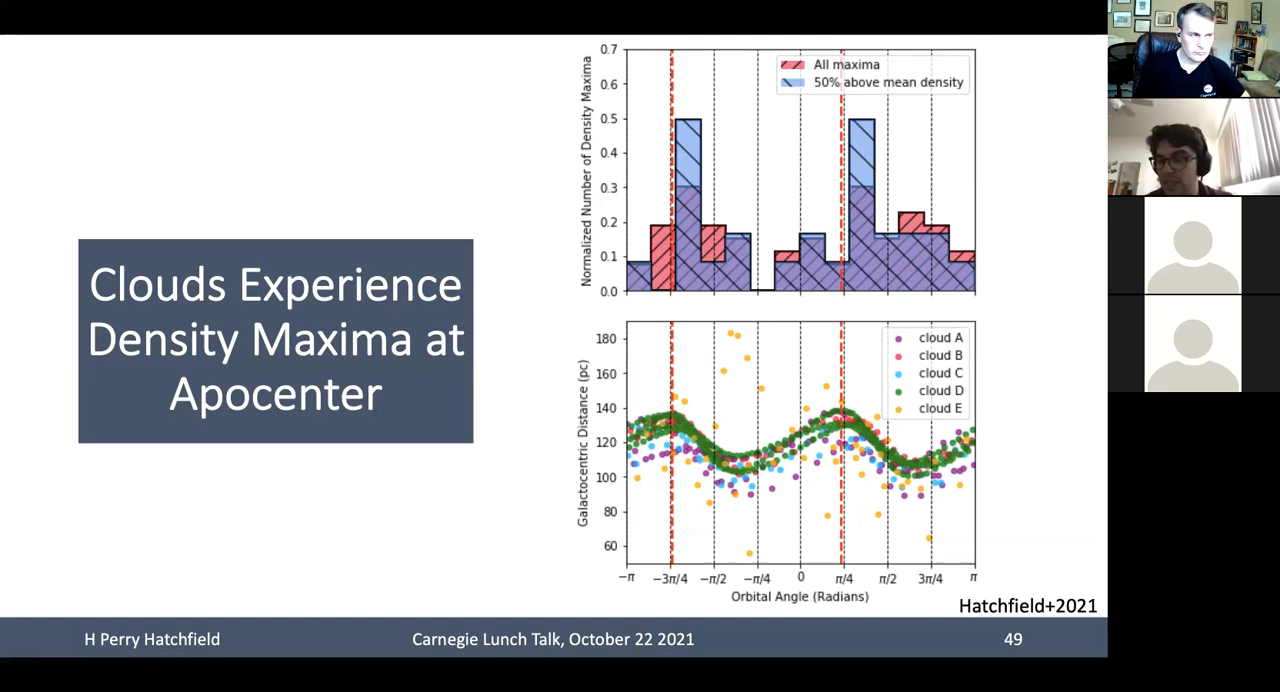 Clouds Experience
Density Maxima at
Apocenter
Normalized Number of Density Maxima
0.7
0.6
0.5
0.4
0.3
0.2
0.1
0.0
All maxima
50% above mean density
Galactocentric Distance (pc)
180
160
140
120
100
80
60
cloud A
cloud B
cloud C
cloud D
cloud E
−π −3π/4 −π/2 −π/4 0 π/4 π/2 3π/4 π
Orbital Angle (Radians)
Hatchfield+2021
H Perry Hatchfield Carnegie Lunch Talk, October 22 2021 49